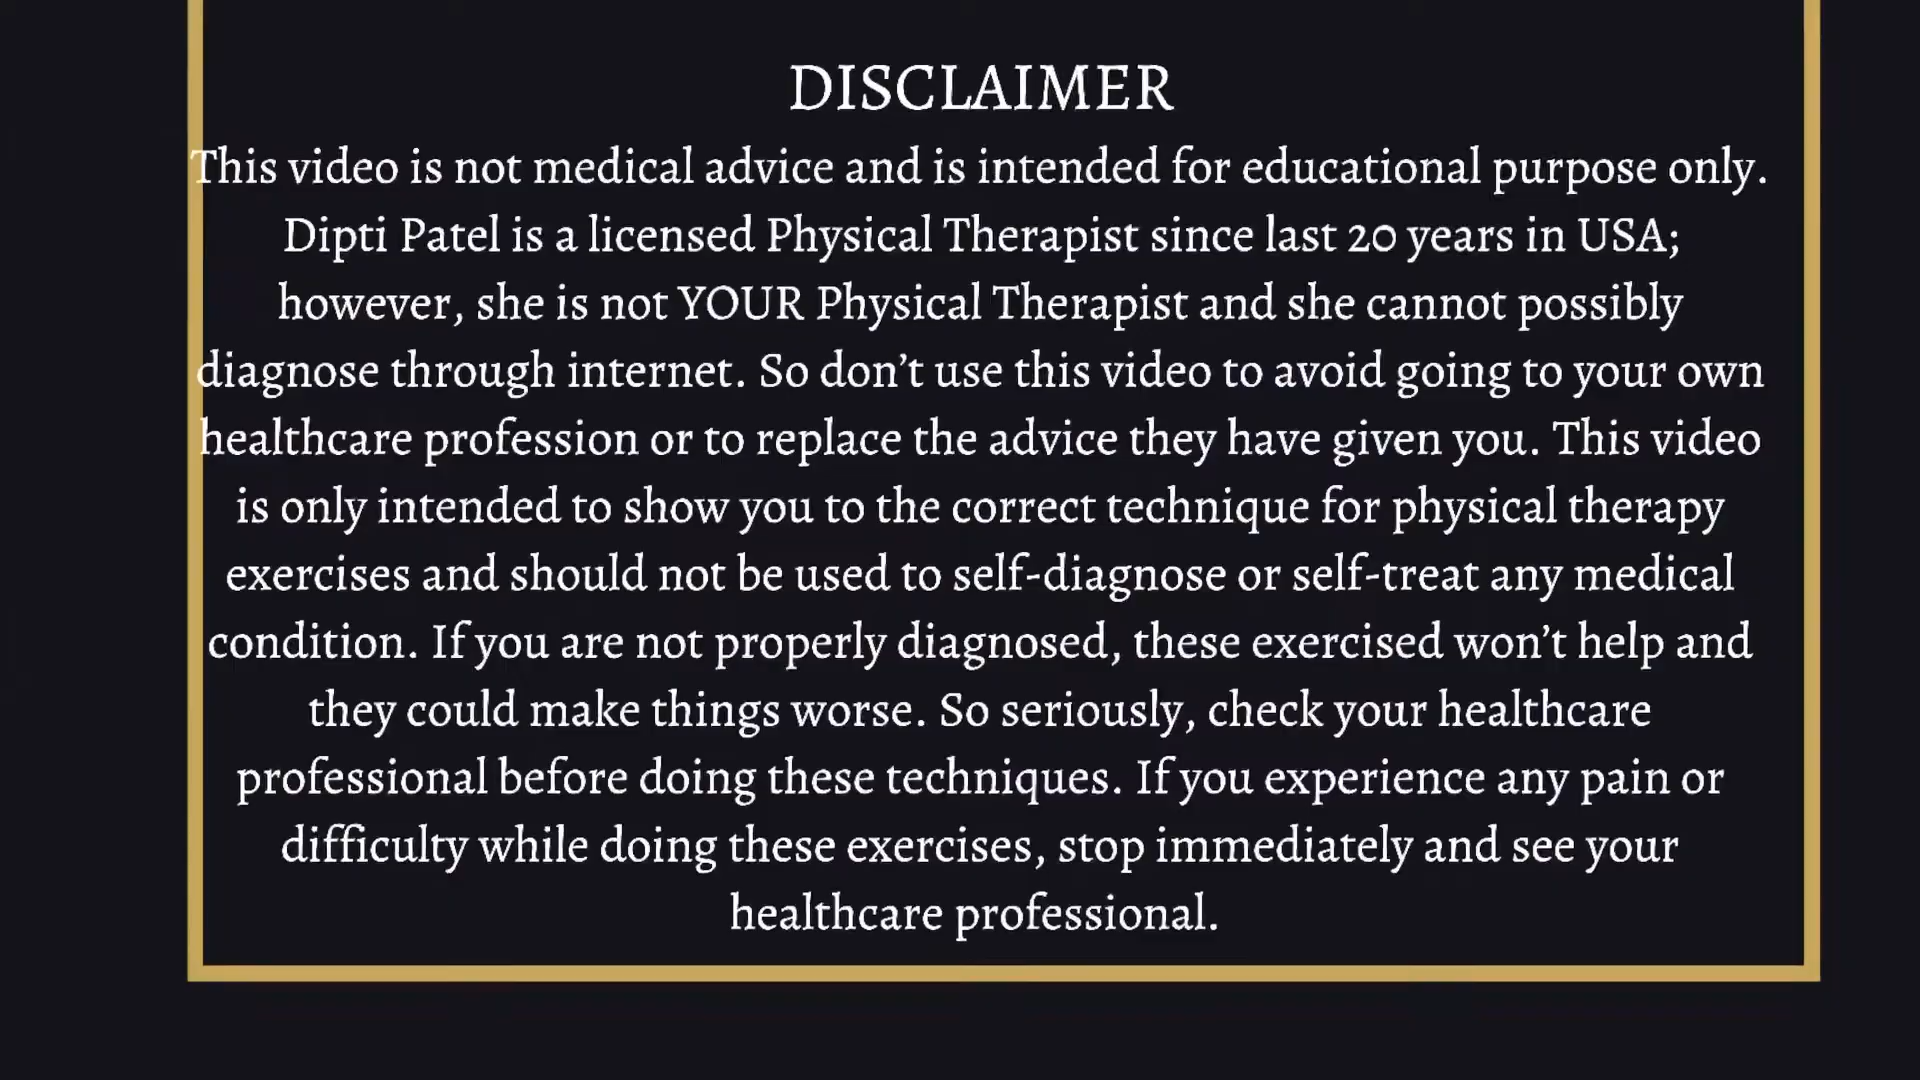 DISCLAIMER
This video is not medical advice and is intended for educational purpose only.
Dipti Patel is a licensed Physical Therapist since last 20 years in USA;
however, she is not YOUR Physical Therapist and she cannot possibly
diagnose through internet. So don’t use this video to avoid going to your own
healthcare profession or to replace the advice they have given you. This video
is only intended to show you to the correct technique for physical therapy
exercises and should not be used to self-diagnose or self-treat any medical
condition. If you are not properly diagnosed, these exercised won’t help and
they could make things worse. So seriously, check your healthcare
professional before doing these techniques. If you experience any pain or
difficulty while doing these exercises, stop immediately and see your
healthcare professional.